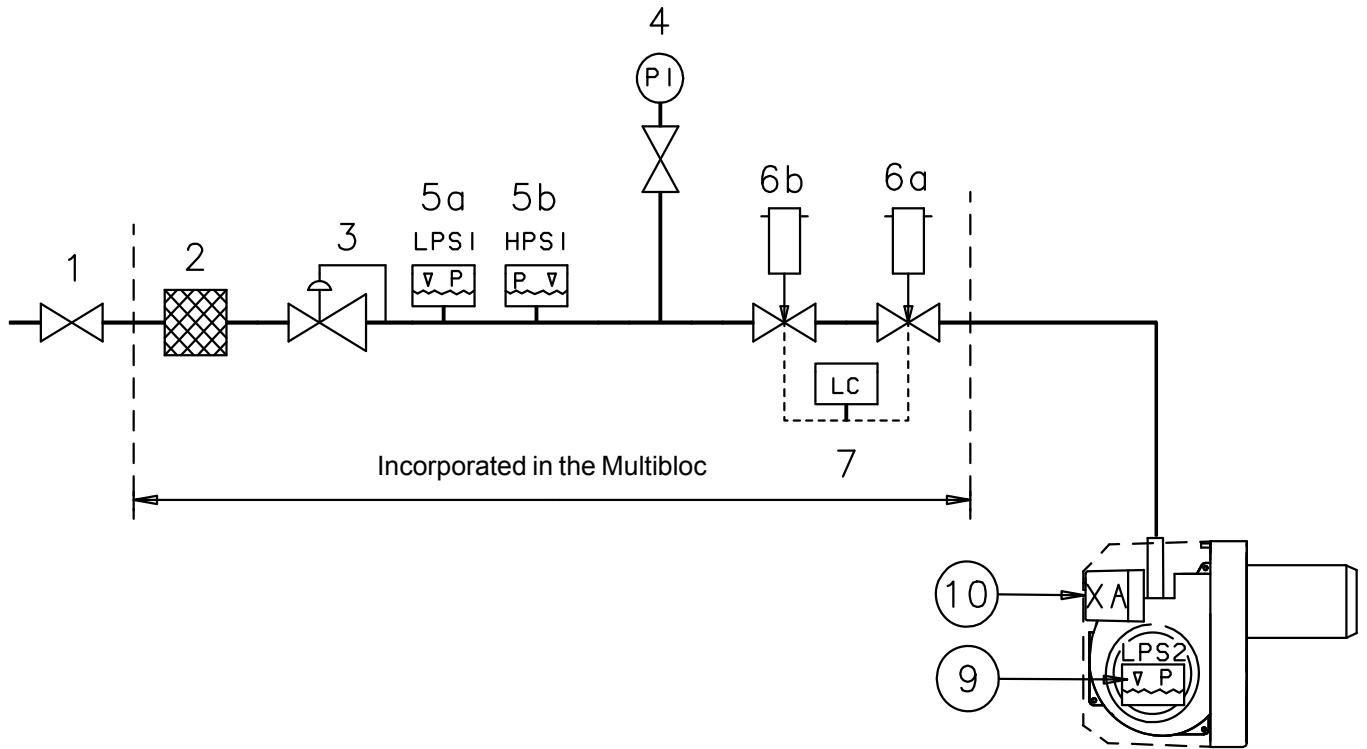 4
PI
6b
6a
5a
5b
LPS1
HPS1
3
1
2
P
P
LC
7
Incorporated in the Multibloc
10
XA
LPS2
9
P